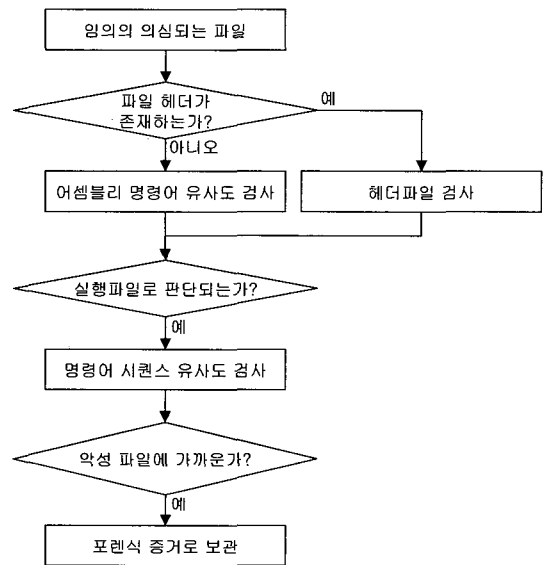 임의의 의심되는 파일
파일 헤더가
존재하는가?
예
아니오
어셈블리 명령어 유사도 검사
헤더파일 검사
실행파일로 판단되는가?
예
명령어 시퀀스 유사도 검사
악성 파일에 가까운가?
예
포렌식 증거로 보관